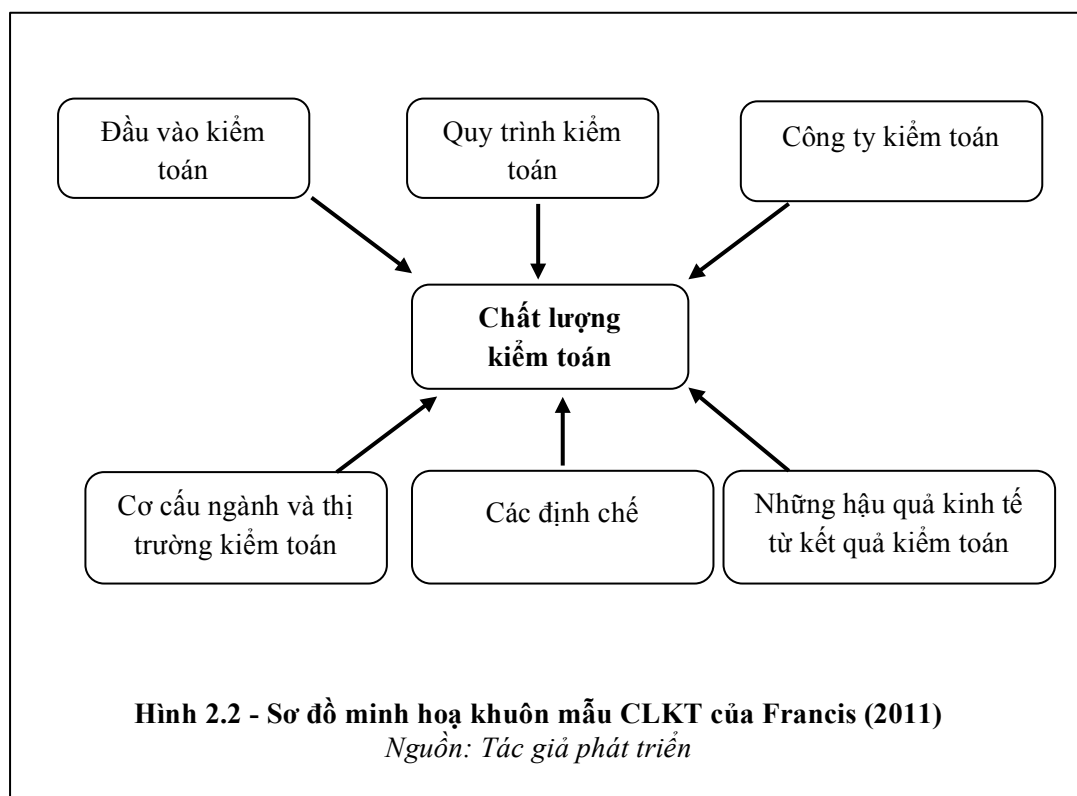 Đầu vào kiểm
toán
Quy trình kiểm
toán
Công ty kiểm toán
Chất lượng
kiểm toán
Cơ cấu ngành và thị
trường kiểm toán
Các định chế
Những hậu quả kinh tế
từ kết quả kiểm toán
Hình 2.2 - Sơ đồ minh hoạ khuôn mẫu CLKT của Francis (2011)
Nguồn: Tác giả phát triển